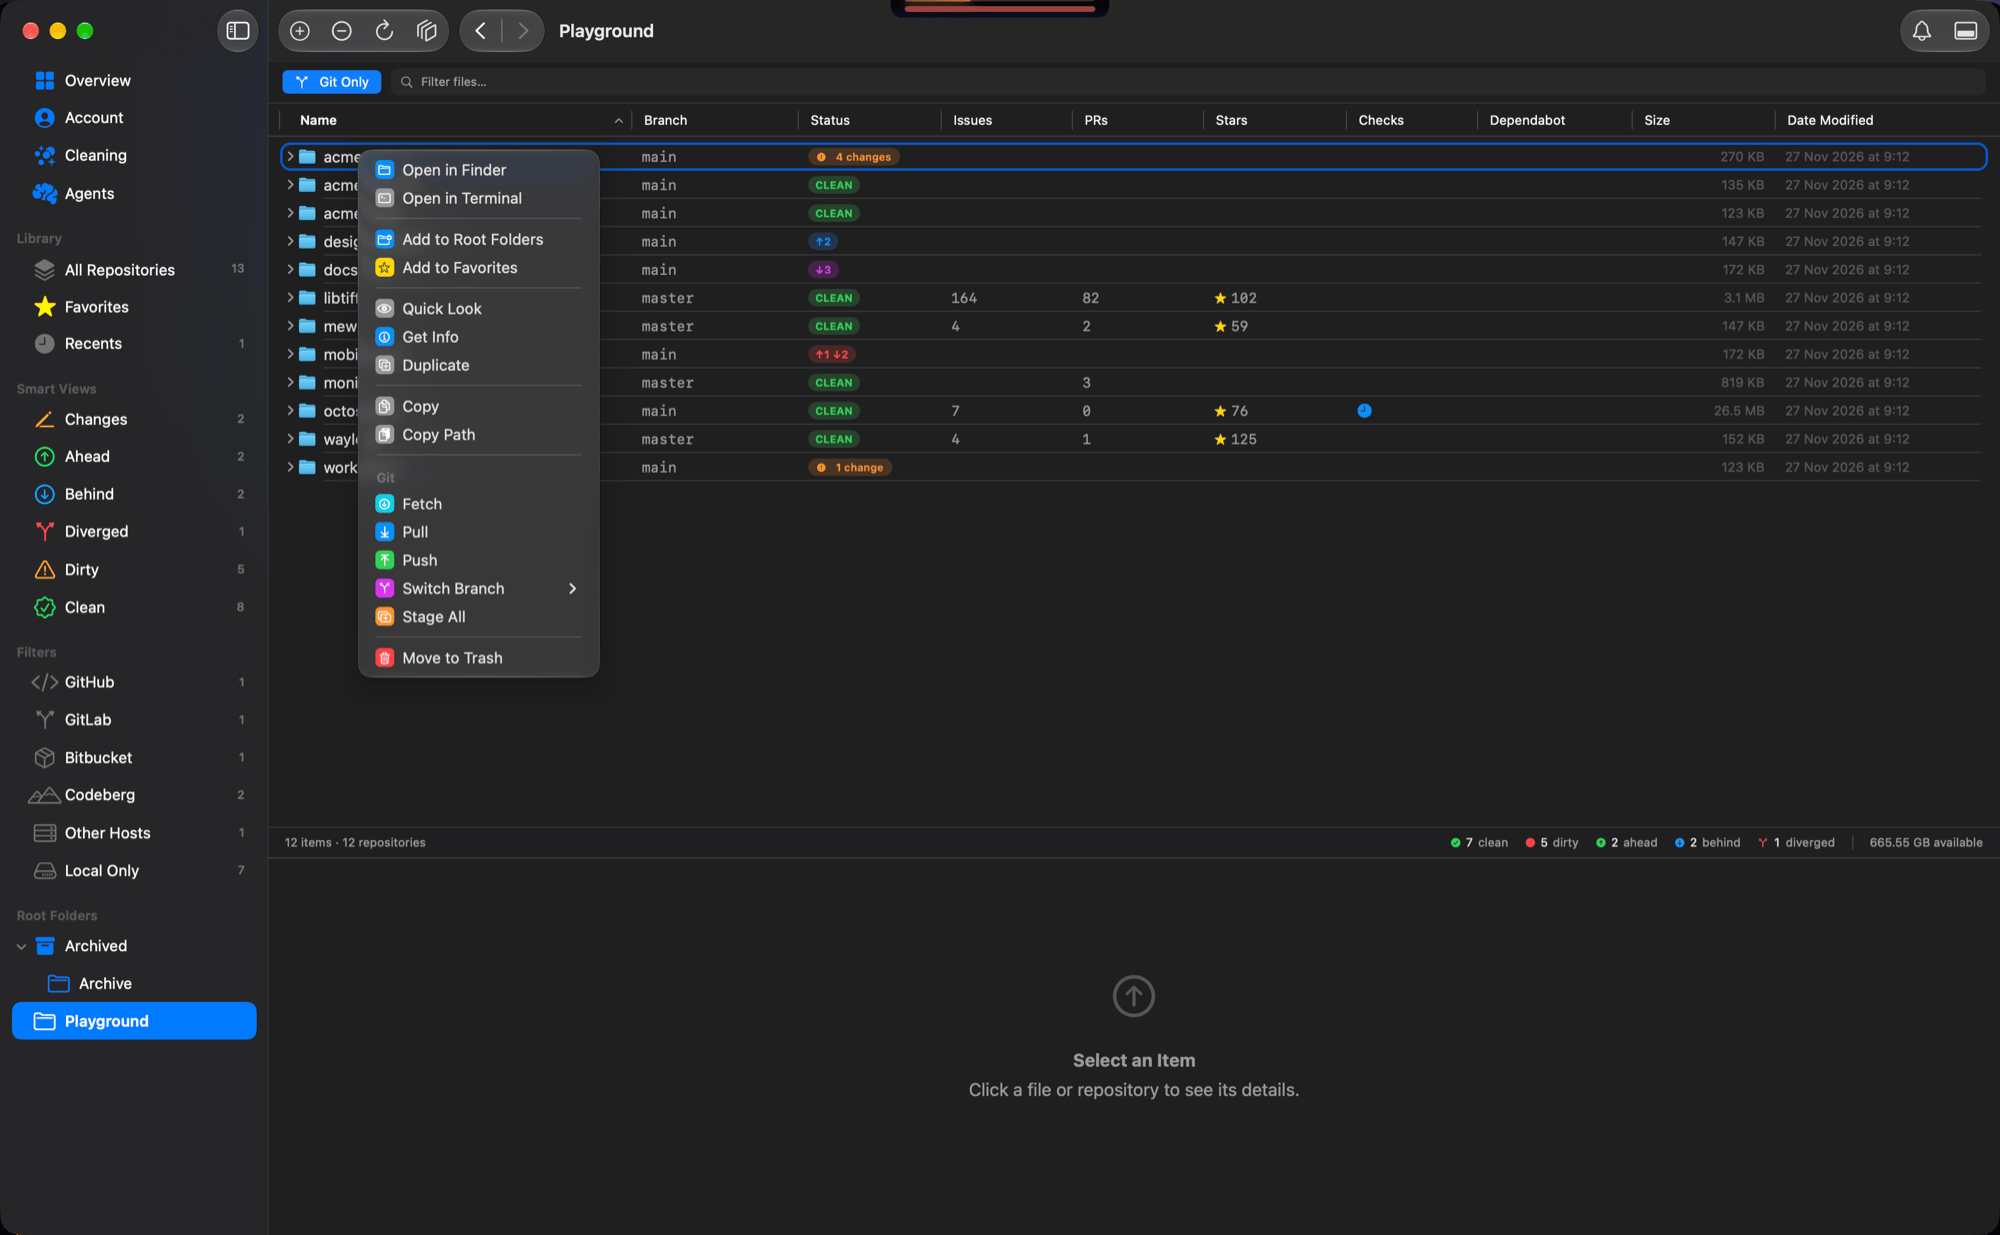 Playground
Overview
Account
Cleaning
Agents
Library
All Repositories 13
Favorites
Recents 1
Smart Views
Changes 2
Ahead 2
Behind 2
Diverged 1
Dirty 5
Clean 8
Filters
GitHub 1
GitLab 1
Bitbucket 1
Codeberg 2
Other Hosts 1
Local Only 7
Root Folders
Archived
Archive
Playground
Git Only
Filter files...
Name Branch Status Issues PRs Stars Checks Dependabot Size Date Modified
acme main 4 changes 270 KB 27 Nov 2026 at 9:12
acme main CLEAN 135 KB 27 Nov 2026 at 9:12
acme main CLEAN 123 KB 27 Nov 2026 at 9:12
desig main ↑2 147 KB 27 Nov 2026 at 9:12
docs main ↓3 172 KB 27 Nov 2026 at 9:12
libtiff master CLEAN 164 82 ★ 102 3.1 MB 27 Nov 2026 at 9:12
mew master CLEAN 4 2 ★ 59 147 KB 27 Nov 2026 at 9:12
mobi main ↑1 ↓2 172 KB 27 Nov 2026 at 9:12
moni master CLEAN 3 819 KB 27 Nov 2026 at 9:12
octo main CLEAN 7 0 ★ 76 26.5 MB 27 Nov 2026 at 9:12
wayl master CLEAN 4 1 ★ 125 152 KB 27 Nov 2026 at 9:12
work main 1 change 123 KB 27 Nov 2026 at 9:12
Open in Finder
Open in Terminal
Add to Root Folders
Add to Favorites
Quick Look
Get Info
Duplicate
Copy
Copy Path
Git
Fetch
Pull
Push
Switch Branch
Stage All
Move to Trash
12 items · 12 repositories
7 clean 5 dirty 2 ahead 2 behind 1 diverged 665.55 GB available
Select an Item
Click a file or repository to see its details.